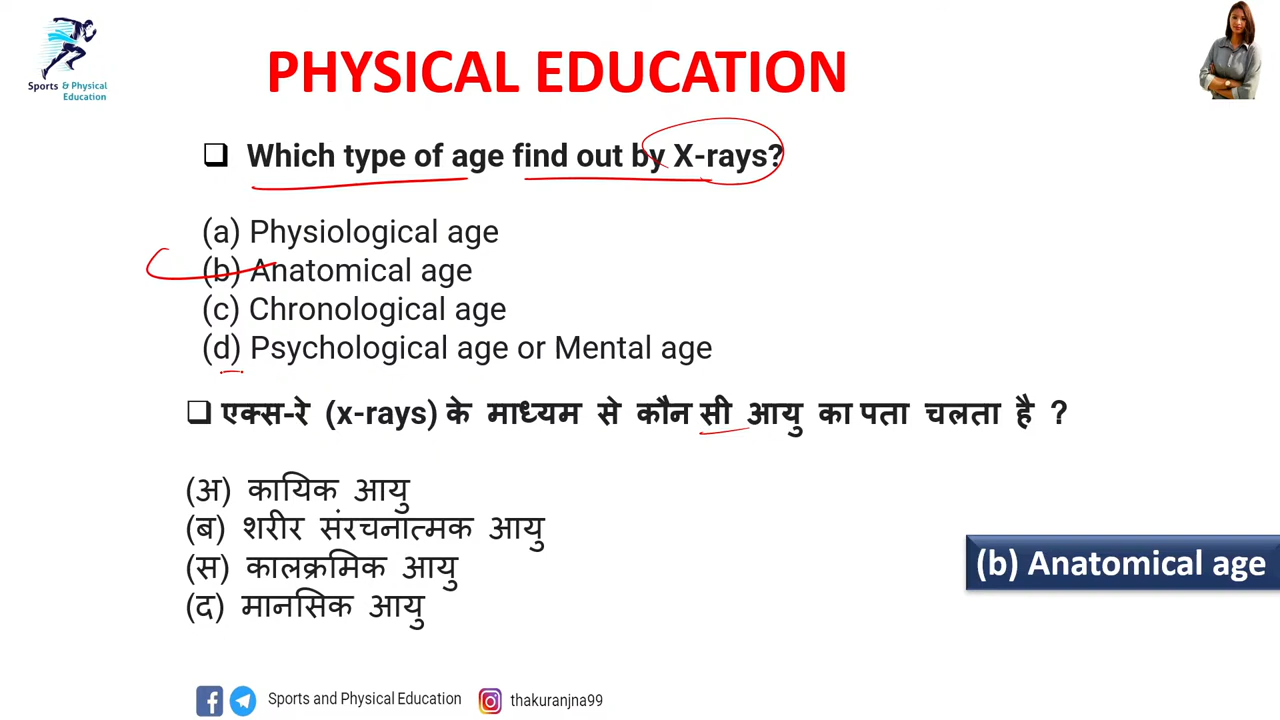 Sports & Physical
Education
PHYSICAL EDUCATION
Which type of age find out by X-rays?
(a) Physiological age
(b) Anatomical age
(c) Chronological age
(d) Psychological age or Mental age
एक्स-रे (x-rays) के माध्यम से कौन सी आयु का पता चलता है ?
(अ) कायिक आयु
(ब) शरीर संरचनात्मक आयु
(स) कालक्रमिक आयु
(द) मानसिक आयु
(b) Anatomical age
Sports and Physical Education
thakuranjna99